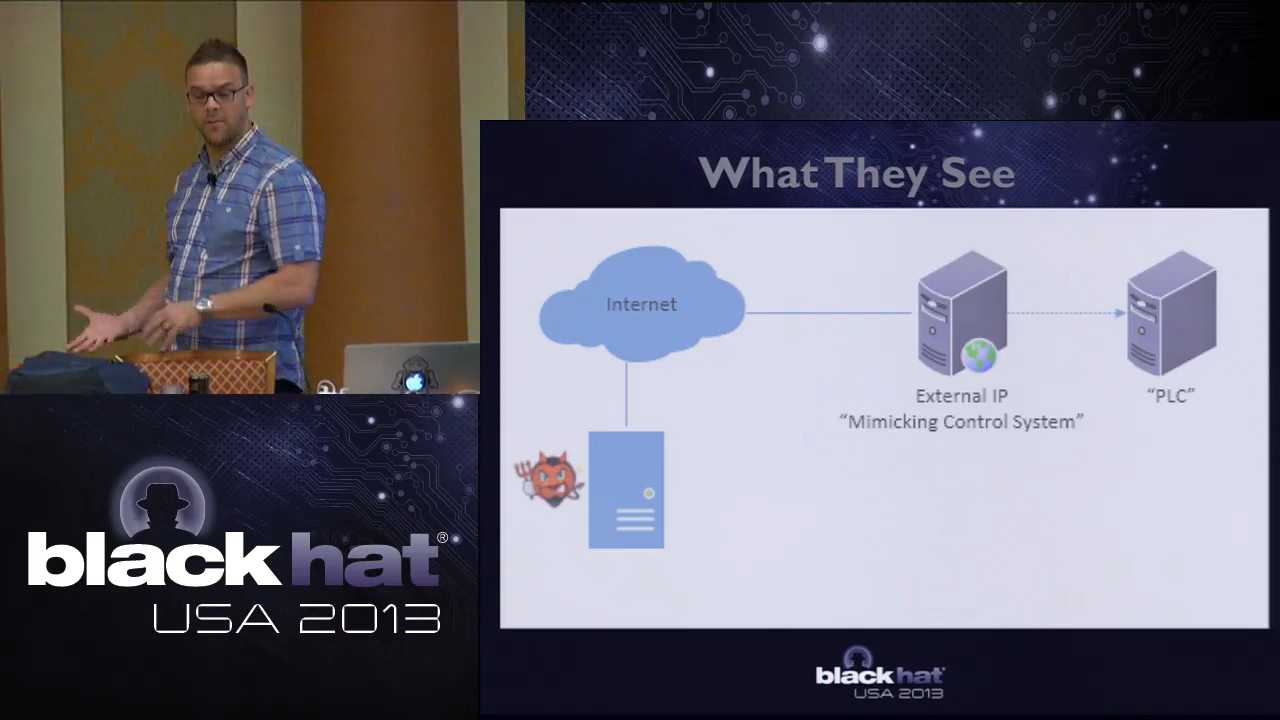 What They See
Internet
External IP
“Mimicking Control System”
“PLC”
black hat®
USA 2013
black hat
USA 2013